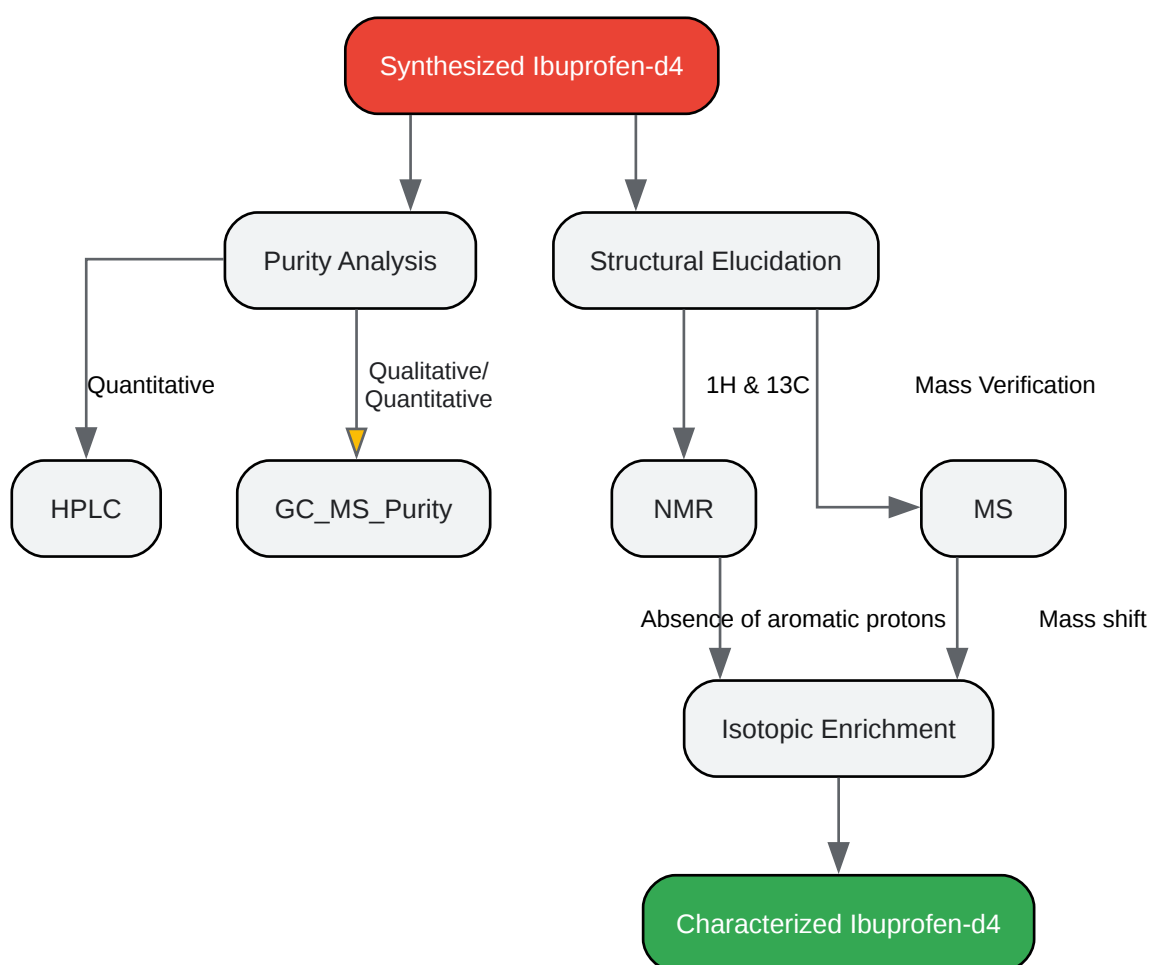 Synthesized Ibuprofen-d4
Purity Analysis
Structural Elucidation
Quantitative
Qualitative/
Quantitative
1H & 13C
Mass Verification
HPLC
GC_MS_Purity
NMR
MS
Absence of aromatic protons
Mass shift
Isotopic Enrichment
Characterized Ibuprofen-d4